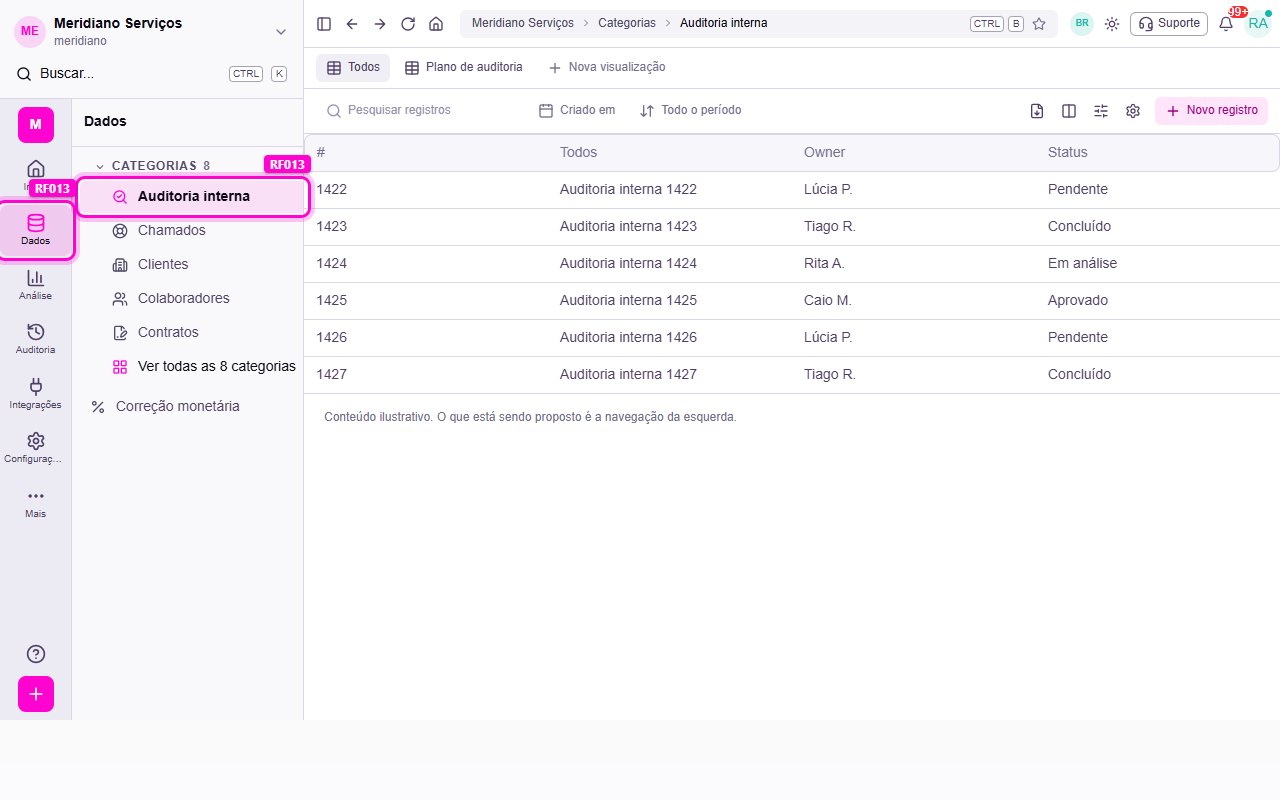 ME
Meridiano Serviços
meridiano
Buscar...
CTRL K
M
RF013
Dados
Análise
Auditoria
Integrações
Configuraç...
Mais
Dados
CATEGORIAS 8
RF013
Auditoria interna
Chamados
Clientes
Colaboradores
Contratos
Ver todas as 8 categorias
Correção monetária
Meridiano Serviços Categorias Auditoria interna
CTRL B
BR
Suporte
99+
RA
Todos
Plano de auditoria
Nova visualização
Pesquisar registros
Criado em
Todo o período
Novo registro
# Todos Owner Status
1422 Auditoria interna 1422 Lúcia P. Pendente
1423 Auditoria interna 1423 Tiago R. Concluído
1424 Auditoria interna 1424 Rita A. Em análise
1425 Auditoria interna 1425 Caio M. Aprovado
1426 Auditoria interna 1426 Lúcia P. Pendente
1427 Auditoria interna 1427 Tiago R. Concluído
Conteúdo ilustrativo. O que está sendo proposto é a navegação da esquerda.